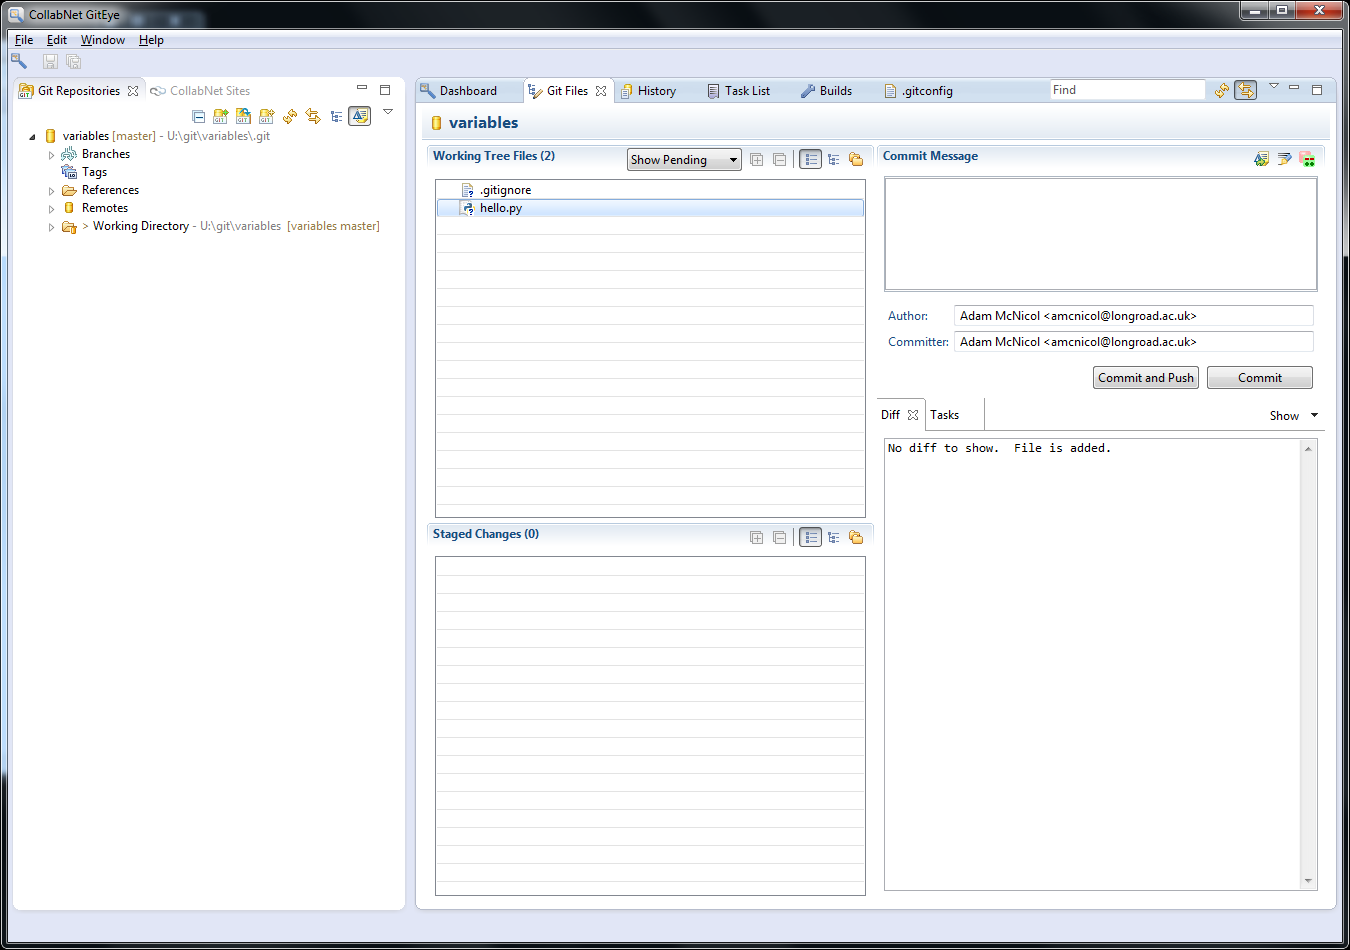 CollabNet GitEye
File Edit Window Help
Git Repositories CollabNet Sites
variables [master] - U:\git\variables\.git
Branches
Tags
References
Remotes
> Working Directory - U:\git\variables [variables master]
Dashboard Git Files History Task List Builds .gitconfig Find
variables
Working Tree Files (2) Show Pending
.gitignore
hello.py
Staged Changes (0)
Commit Message
Author: Adam McNicol <amcnicol@longroad.ac.uk>
Committer: Adam McNicol <amcnicol@longroad.ac.uk>
Commit and Push Commit
Diff Tasks Show
No diff to show.  File is added.